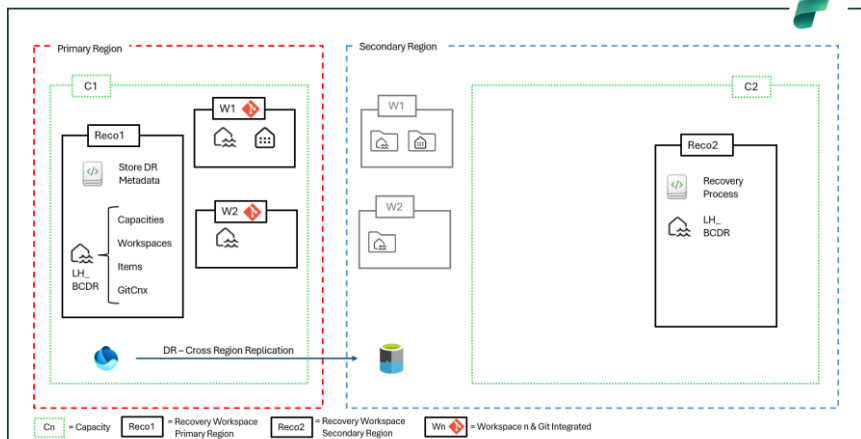 Primary Region
Secondary Region
C1
C2
W1
W1
Reco1
Reco2
Store DR
Metadata
Recovery
Process
W2
W2
Capacities
Workspaces
Items
GitCnx
LH_
BCDR
LH_
BCDR
DR – Cross Region Replication
Cn
= Capacity
Reco1
= Recovery Workspace
Primary Region
Reco2
= Recovery Workspace
Secondary Region
Wn
= Workspace n & Git Integrated